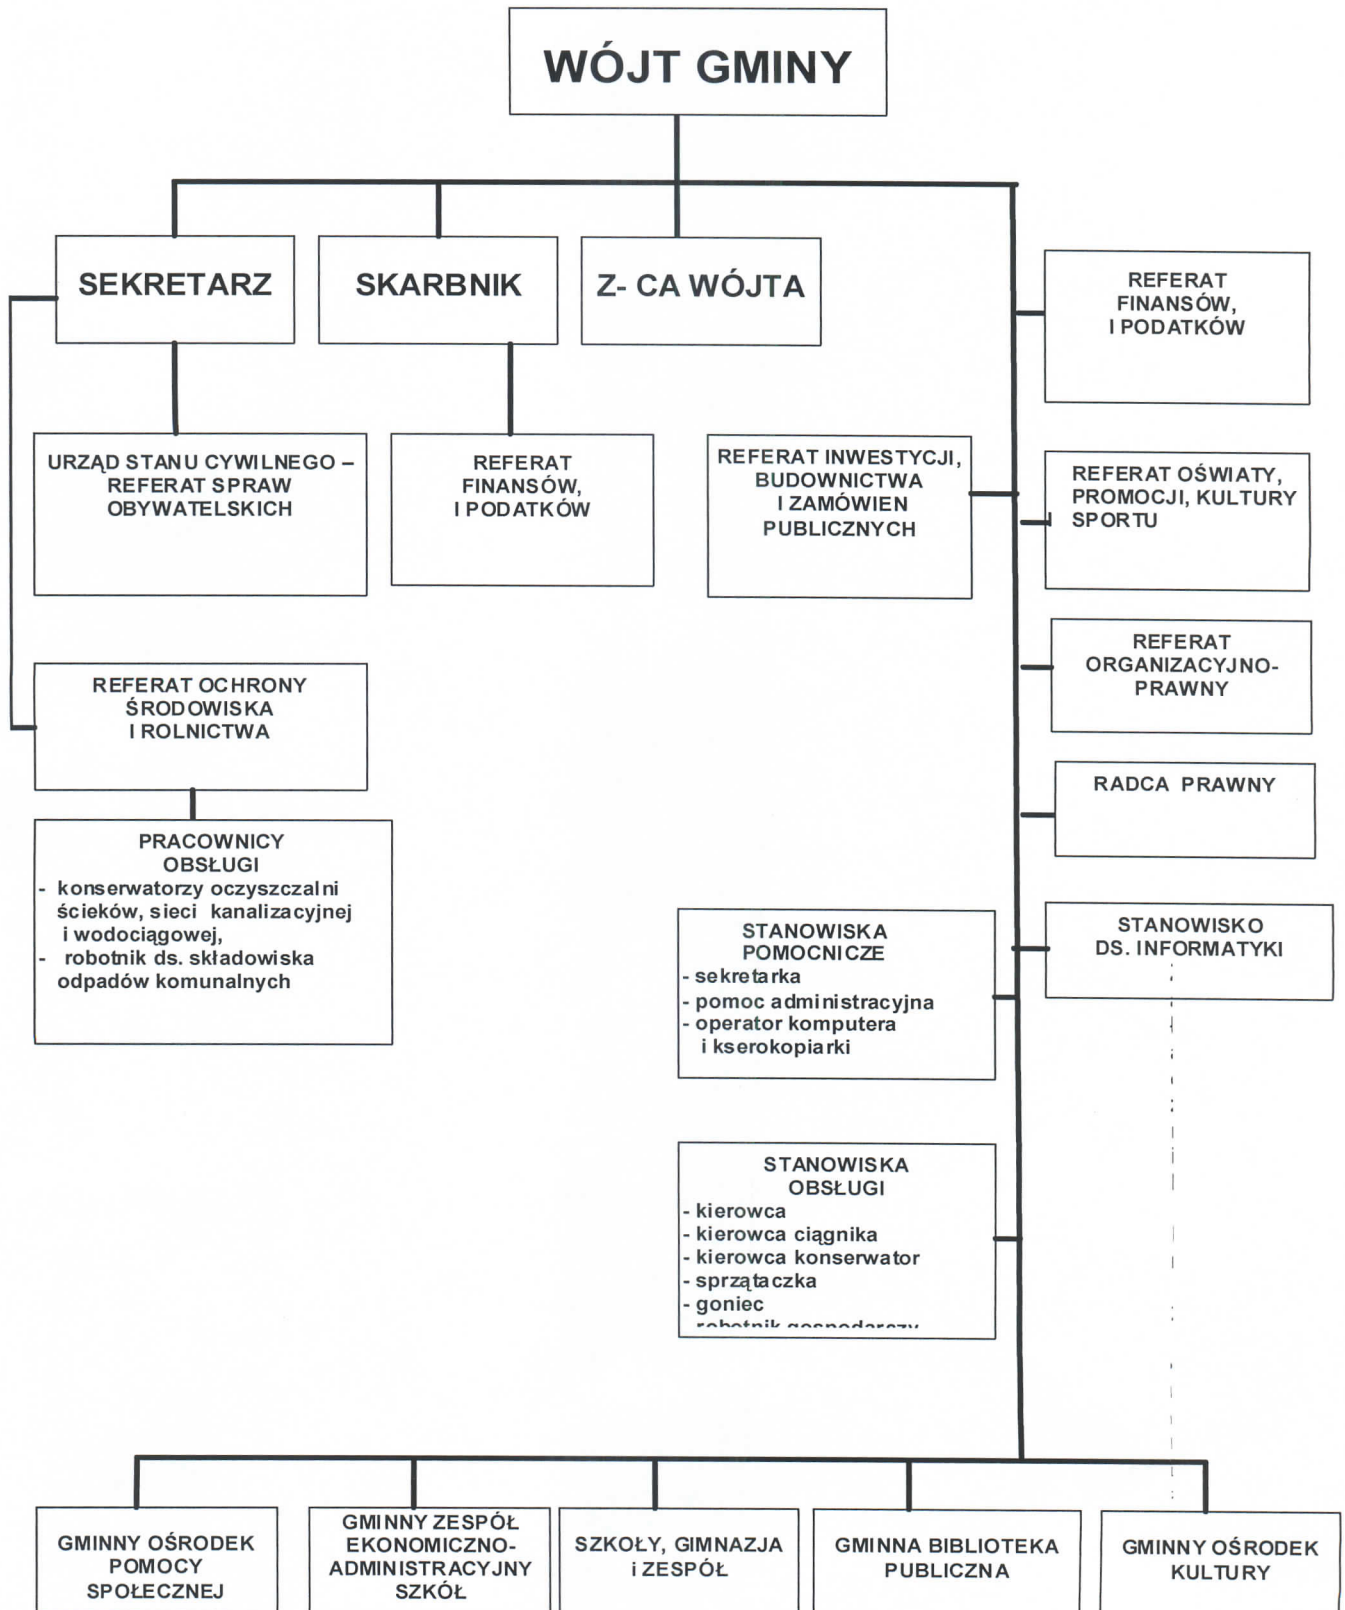 WÓJT GMINY
SEKRETARZ
SKARBNIK
Z- CA WÓJTA
REFERAT
FINANSÓW,
I PODATKÓW
URZĄD STANU CYWILNEGO –
REFERAT SPRAW
OBYWATELSKICH
REFERAT
FINANSÓW,
I PODATKÓW
REFERAT INWESTYCJI,
BUDOWNICTWA
I ZAMÓWIEN
PUBLICZNYCH
REFERAT OŚWIATY,
PROMOCJI, KULTURY
SPORTU
REFERAT
ORGANIZACYJNO-
PRAWNY
REFERAT OCHRONY
ŚRODOWISKA
I ROLNICTWA
RADCA PRAWNY
PRACOWNICY
OBSŁUGI
- konserwatorzy oczyszczalni
ścieków, sieci kanalizacyjnej
i wodociągowej,
- robotnik ds. składowiska
odpadów komunalnych
STANOWISKA
POMOCNICZE
- sekretarka
- pomoc administracyjna
- operator komputera
i kserokopiarki
STANOWISKO
DS. INFORMATYKI
STANOWISKA
OBSŁUGI
- kierowca
- kierowca ciągnika
- kierowca konserwator
- sprzątaczka
- goniec
robotnik gospodarczy
GMINNY OŚRODEK
POMOCY
SPOŁECZNEJ
GMINNY ZESPÓŁ
EKONOMICZNO-
ADMINISTRACYJNY
SZKÓŁ
SZKOŁY, GIMNAZJA
i ZESPÓŁ
GMINNA BIBLIOTEKA
PUBLICZNA
GMINNY OŚRODEK
KULTURY